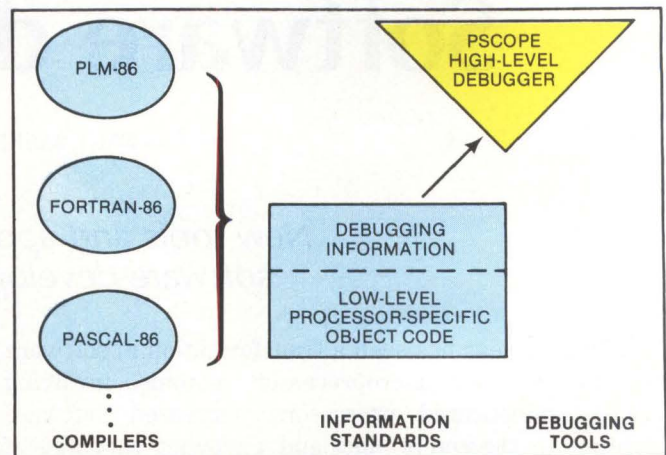 PLM-86
FORTRAN-86
PASCAL-86
COMPILERS
DEBUGGING
INFORMATION
LOW-LEVEL
PROCESSOR-SPECIFIC
OBJECT CODE
INFORMATION
STANDARDS
PSCOPE
HIGH-LEVEL
DEBUGGER
DEBUGGING
TOOLS